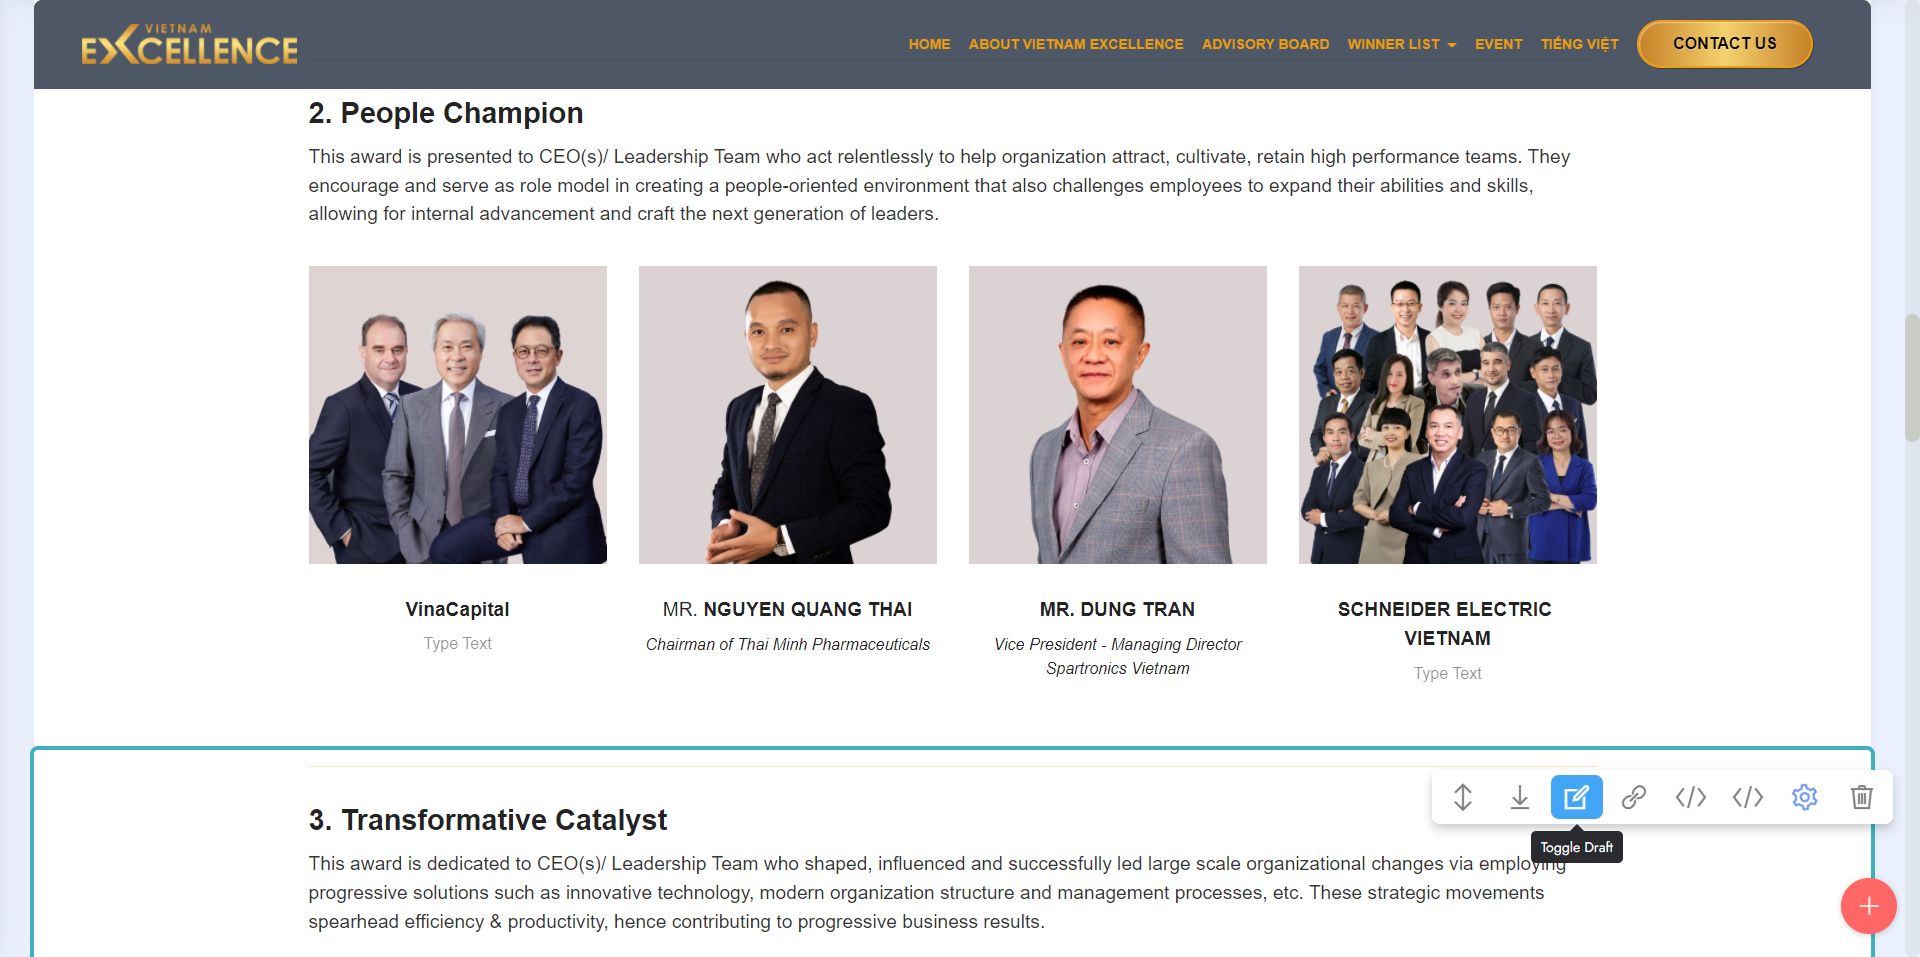 VIETNAM
EXCELLENCE
HOME ABOUT VIETNAM EXCELLENCE ADVISORY BOARD WINNER LIST EVENT TIẾNG VIỆT CONTACT US
2. People Champion
This award is presented to CEO(s)/ Leadership Team who act relentlessly to help organization attract, cultivate, retain high performance teams. They
encourage and serve as role model in creating a people-oriented environment that also challenges employees to expand their abilities and skills,
allowing for internal advancement and craft the next generation of leaders.
VinaCapital
Type Text
MR. NGUYEN QUANG THAI
Chairman of Thai Minh Pharmaceuticals
MR. DUNG TRAN
Vice President - Managing Director
Spartronics Vietnam
SCHNEIDER ELECTRIC
VIETNAM
Type Text
Toggle Draft
3. Transformative Catalyst
This award is dedicated to CEO(s)/ Leadership Team who shaped, influenced and successfully led large scale organizational changes via employing
progressive solutions such as innovative technology, modern organization structure and management processes, etc. These strategic movements
spearhead efficiency & productivity, hence contributing to progressive business results.